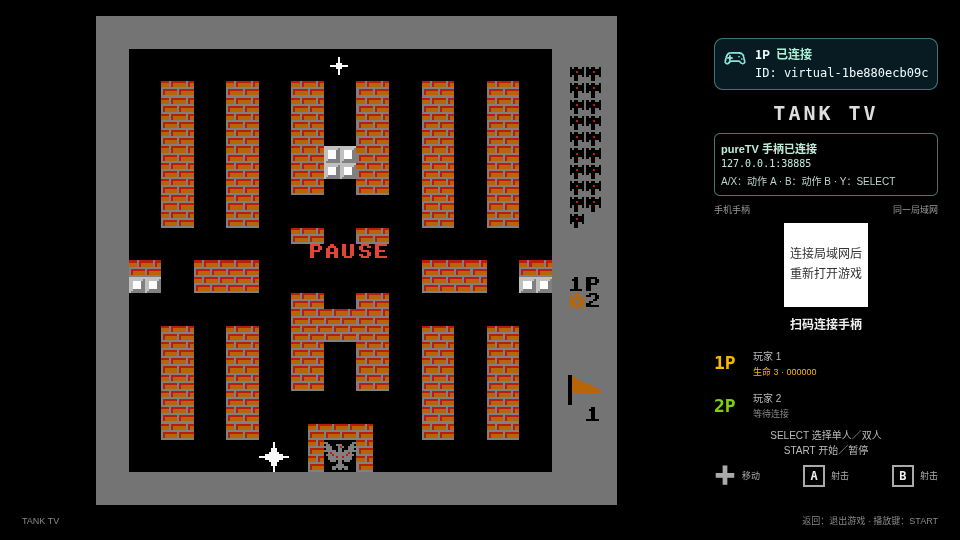 PAUSE
1P
2
1
1P 已连接
ID: virtual-1be880ecb09c
TANK TV
pureTV 手柄已连接
127.0.0.1:38885
A/X：动作 A · B：动作 B · Y：SELECT
手机手柄
同一局域网
连接局域网后
重新打开游戏
扫码连接手柄
1P
玩家 1
生命 3 · 000000
2P
玩家 2
等待连接
SELECT 选择单人／双人
START 开始／暂停
移动
A 射击
B 射击
TANK TV
返回：退出游戏 · 播放键：START